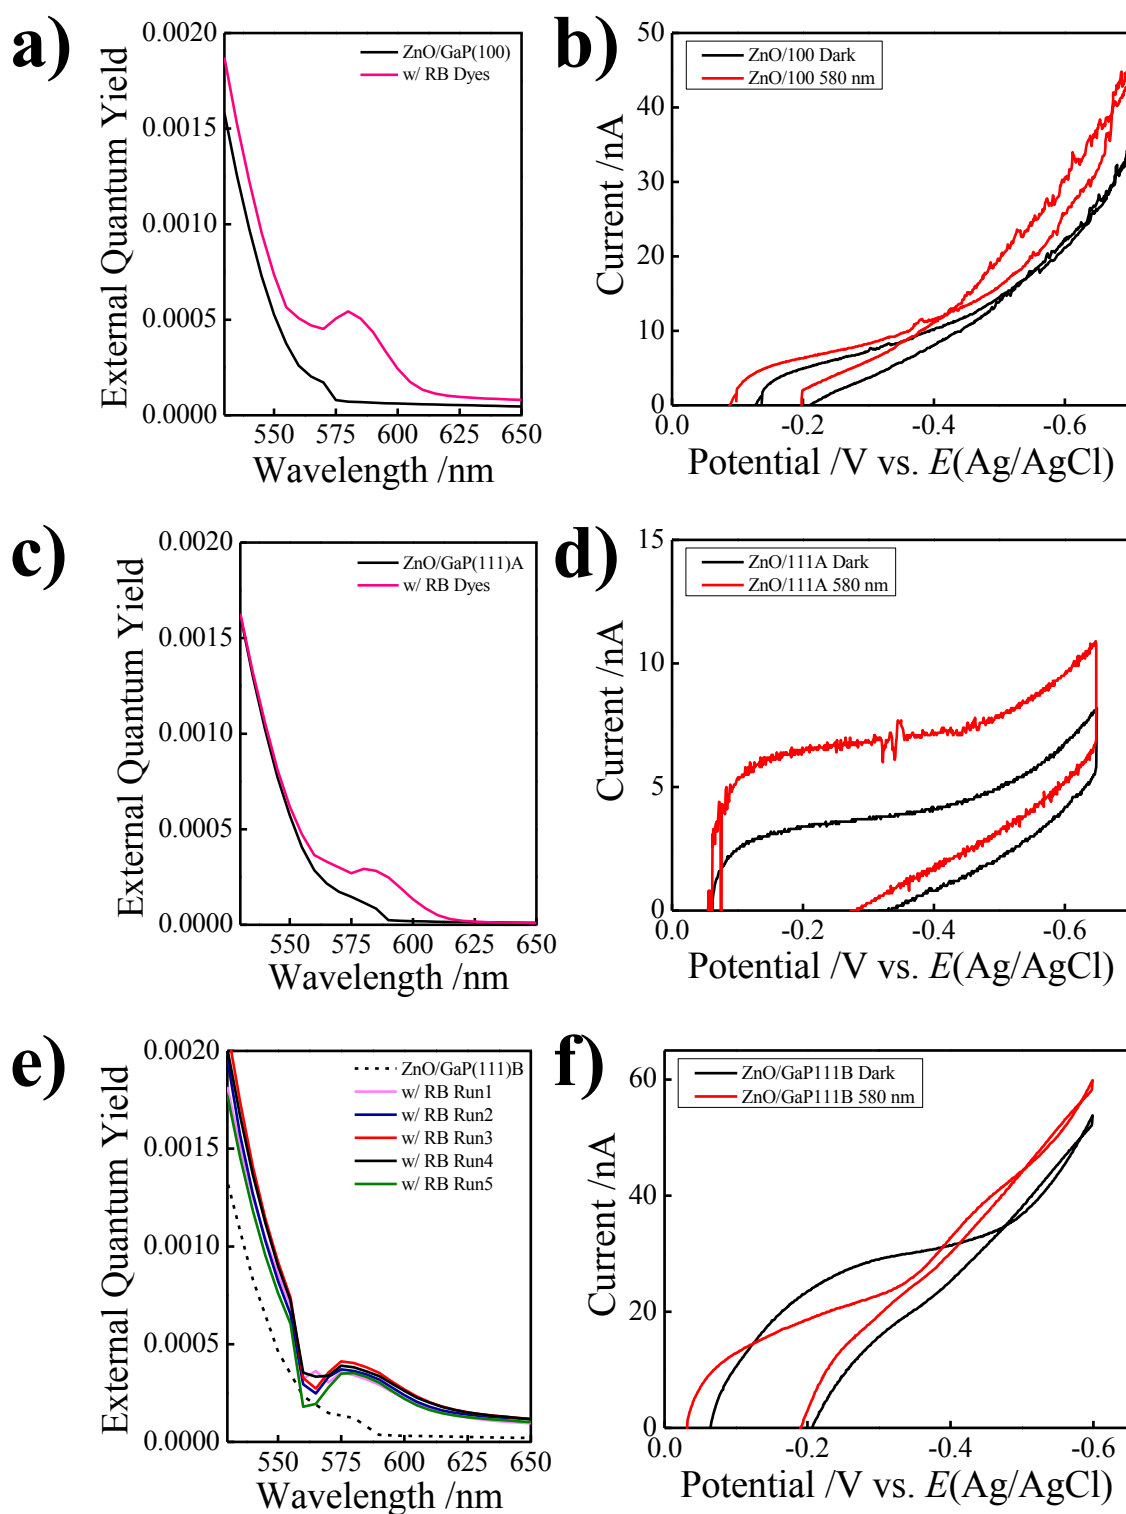 a)
0.0020
0.0015
0.0010
0.0005
0.0000
External Quantum Yield
ZnO/GaP(100)
w/ RB Dyes
550 575 600 625 650
Wavelength /nm
b)
50
40
30
20
10
0
Current /nA
ZnO/100 Dark
ZnO/100 580 nm
0.0 -0.2 -0.4 -0.6
Potential /V vs. E(Ag/AgCl)
c)
0.0020
0.0015
0.0010
0.0005
0.0000
External Quantum Yield
ZnO/GaP(111)A
w/ RB Dyes
550 575 600 625 650
Wavelength /nm
d)
15
10
5
0
Current /nA
ZnO/111A Dark
ZnO/111A 580 nm
0.0 -0.2 -0.4 -0.6
Potential /V vs. E(Ag/AgCl)
e)
0.0020
0.0015
0.0010
0.0005
0.0000
External Quantum Yield
ZnO/GaP(111)B
w/ RB Run1
w/ RB Run2
w/ RB Run3
w/ RB Run4
w/ RB Run5
550 575 600 625 650
Wavelength /nm
f)
60
40
20
0
Current /nA
ZnO/GaP111B Dark
ZnO/GaP111B 580 nm
0.0 -0.2 -0.4 -0.6
Potential /V vs. E(Ag/AgCl)